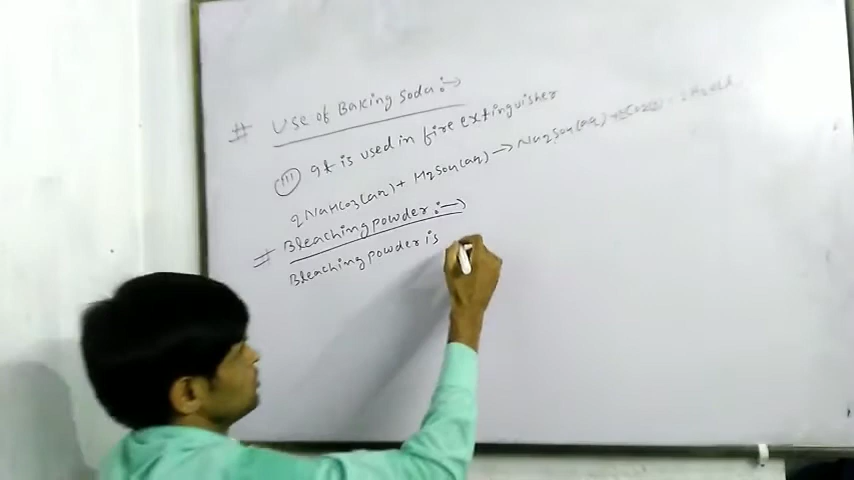 # Use of Baking soda :→
(III) It is used in fire extinguisher
2NaHCO3(aq) + H2SO4(aq) → Na2SO4(aq) + 2CO2(g) + 2H2O(l)
# Bleaching powder :→
Bleaching powder is